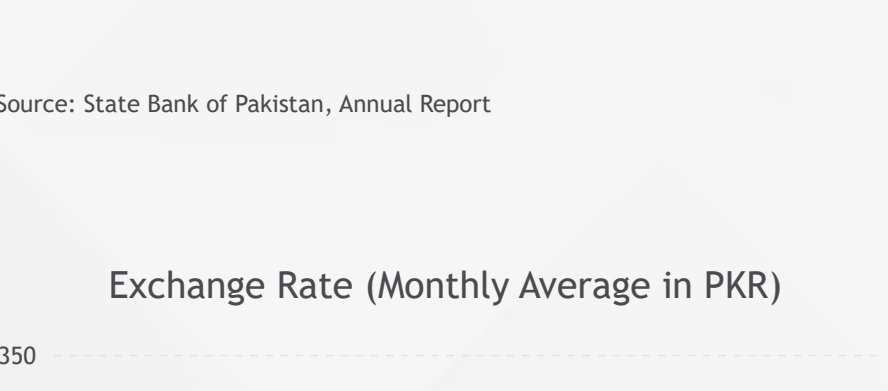 Source: State Bank of Pakistan, Annual Report
Exchange Rate (Monthly Average in PKR)
350